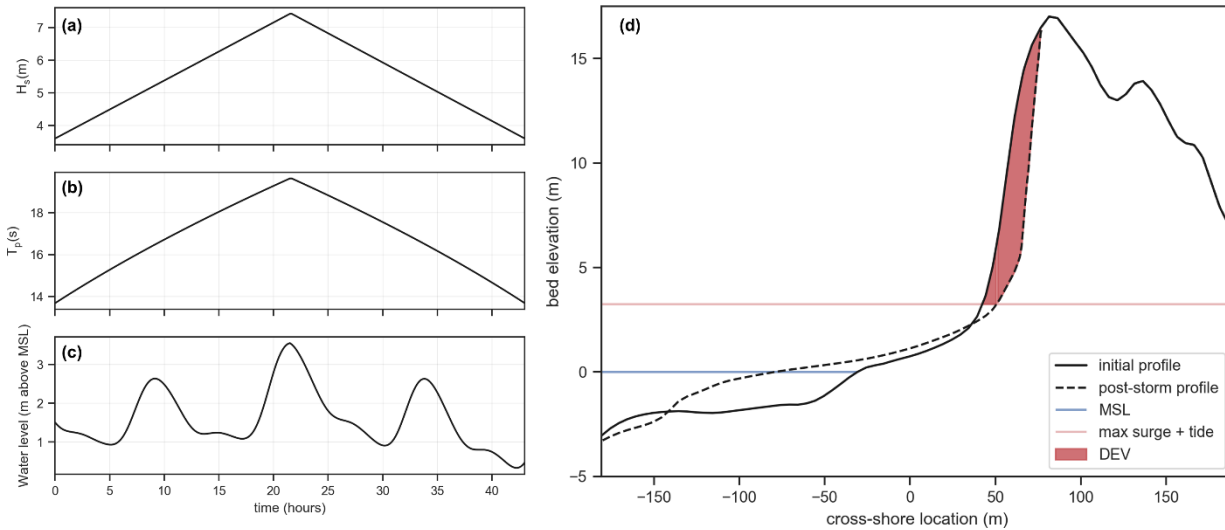 (a)
H_s(m)
7
6
5
4
(b)
T_p(s)
18
16
14
(c)
Water level (m above MSL)
3
2
1
0 5 10 15 20 25 30 35 40
time (hours)
(d)
bed elevation (m)
15
10
5
0
−5
−150 −100 −50 0 50 100 150
cross-shore location (m)
initial profile
post-storm profile
MSL
max surge + tide
DEV